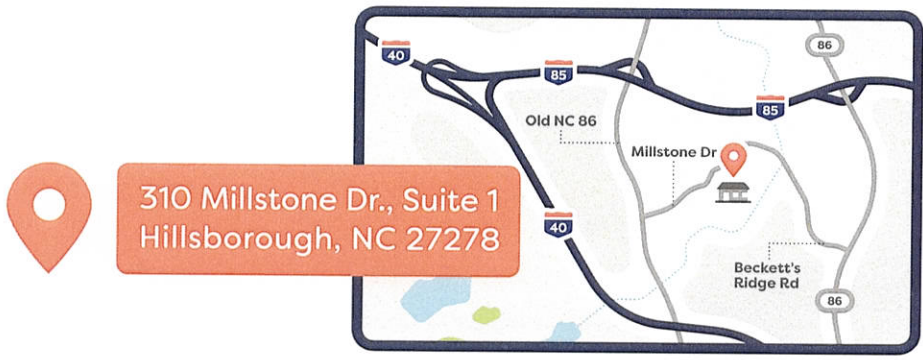 310 Millstone Dr., Suite 1
Hillsborough, NC 27278
40
85
86
85
Old NC 86
Millstone Dr
40
Beckett's
Ridge Rd
86